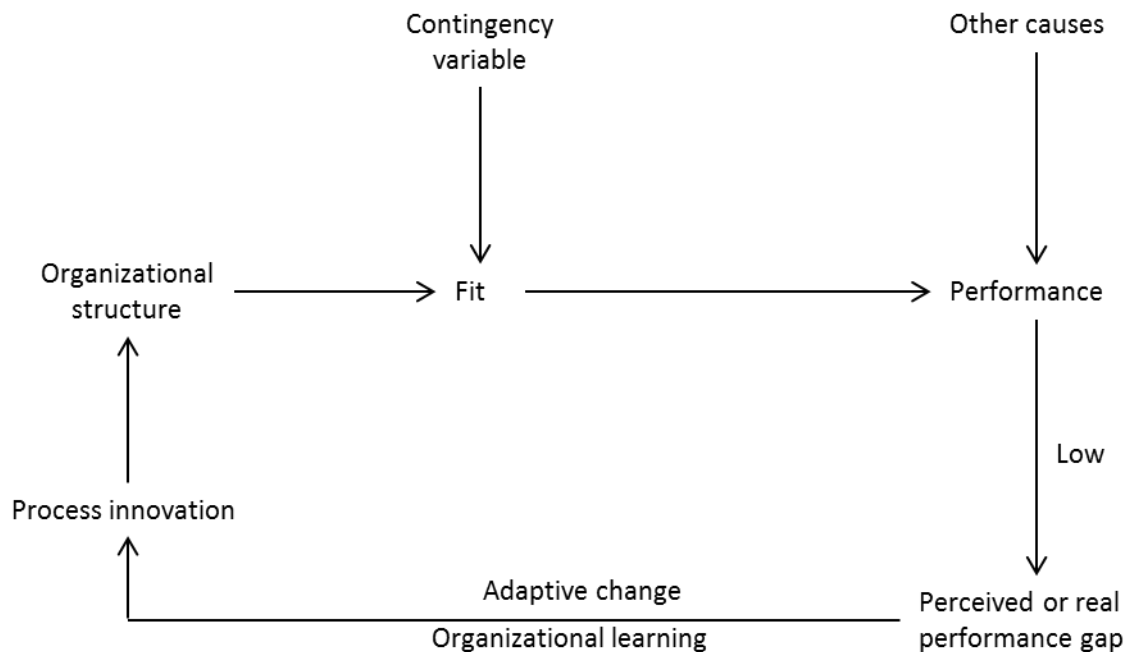 Contingency
variable
Other causes
Organizational
structure
Fit
Performance
Low
Process innovation
Adaptive change
Organizational learning
Perceived or real
performance gap